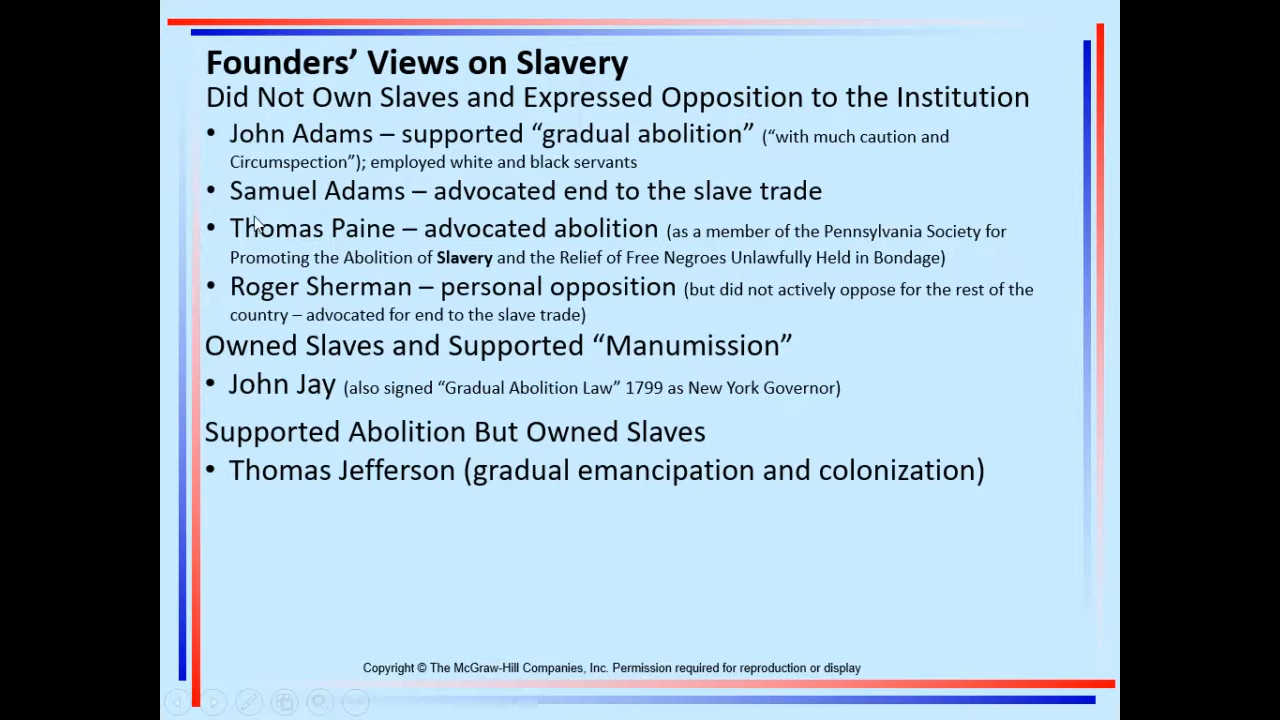 Founders’ Views on Slavery
Did Not Own Slaves and Expressed Opposition to the Institution
• John Adams – supported “gradual abolition” (“with much caution and
Circumspection”); employed white and black servants
• Samuel Adams – advocated end to the slave trade
• Thomas Paine – advocated abolition (as a member of the Pennsylvania Society for
Promoting the Abolition of Slavery and the Relief of Free Negroes Unlawfully Held in Bondage)
• Roger Sherman – personal opposition (but did not actively oppose for the rest of the
country – advocated for end to the slave trade)
Owned Slaves and Supported “Manumission”
• John Jay (also signed “Gradual Abolition Law” 1799 as New York Governor)
Supported Abolition But Owned Slaves
• Thomas Jefferson (gradual emancipation and colonization)
Copyright © The McGraw-Hill Companies, Inc. Permission required for reproduction or display